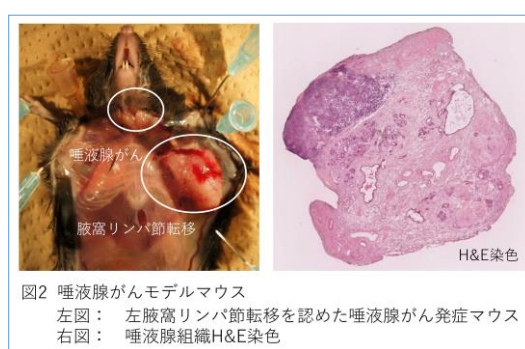 唾液腺がん
腋窩リンパ節転移
H&E染色
図2 唾液腺がんモデルマウス
左図： 左腋窩リンパ節転移を認めた唾液腺がん発症マウス
右図： 唾液腺組織H&E染色